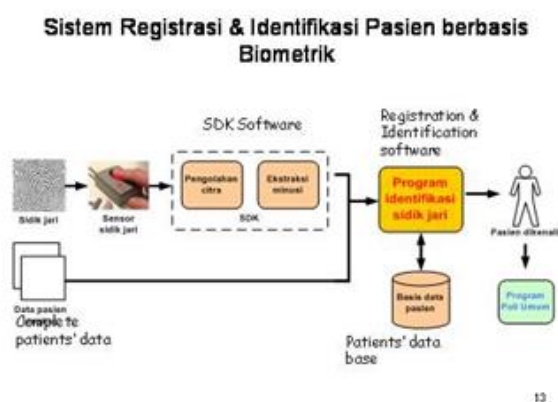 Sistem Registrasi & Identifikasi Pasien berbasis
Biometrik
SDK Software
Registration &
Identification
software
Pengolahan
citra
Ekstraksi
minusi
SDK
Program
Identifikasi
sidik jari
Sidik jari
Sensor
sidik jari
Pasien dikenali
Data pasien
Complete
patients' data
Basis data
pasien
Patients' data
base
Program
Poli Umum
13